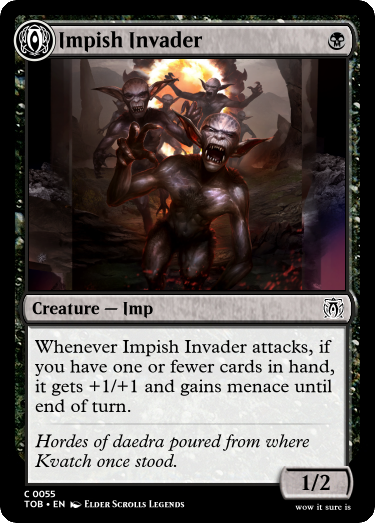 Impish Invader
Creature — Imp
Whenever Impish Invader attacks, if
you have one or fewer cards in hand,
it gets +1/+1 and gains menace until
end of turn.
Hordes of daedra poured from where
Kvatch once stood.
1/2
C 0055
TOB • EN Elder Scrolls Legends
wow it sure is